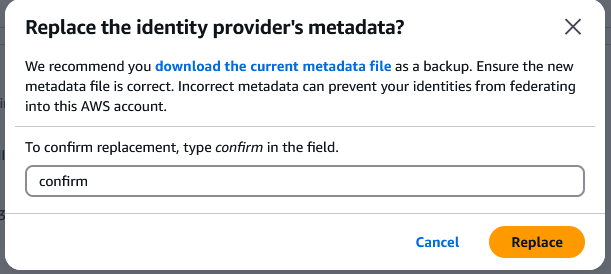 Replace the identity provider's metadata?
We recommend you download the current metadata file as a backup. Ensure the new
metadata file is correct. Incorrect metadata can prevent your identities from federating
into this AWS account.
To confirm replacement, type confirm in the field.
confirm
Cancel
Replace